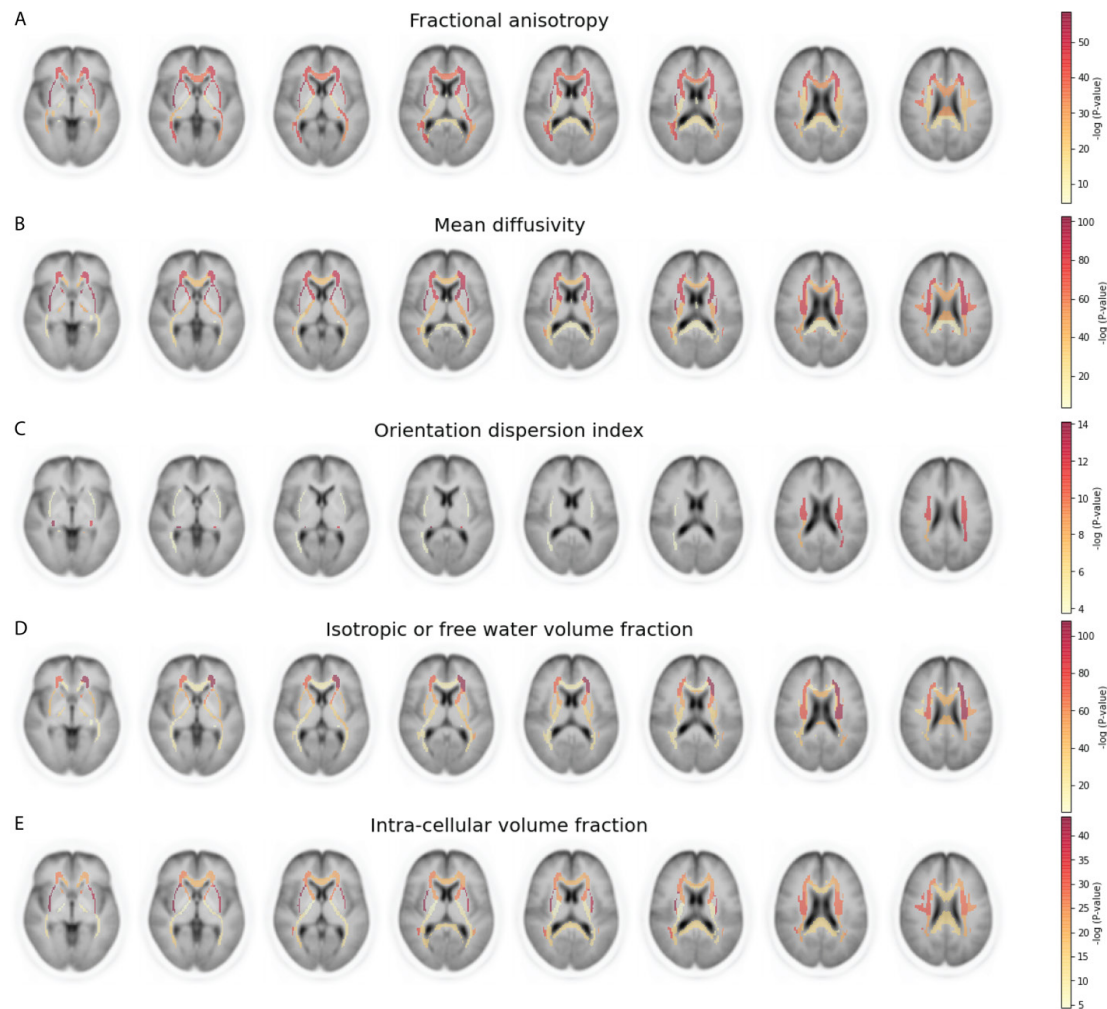 A
Fractional anisotropy
50
40
30
20
10
-log (P-value)
B
Mean diffusivity
100
80
60
40
20
-log (P-value)
C
Orientation dispersion index
14
12
10
8
6
4
-log (P-value)
D
Isotropic or free water volume fraction
100
80
60
40
20
-log (P-value)
E
Intra-cellular volume fraction
40
35
30
25
20
15
10
5
-log (P-value)